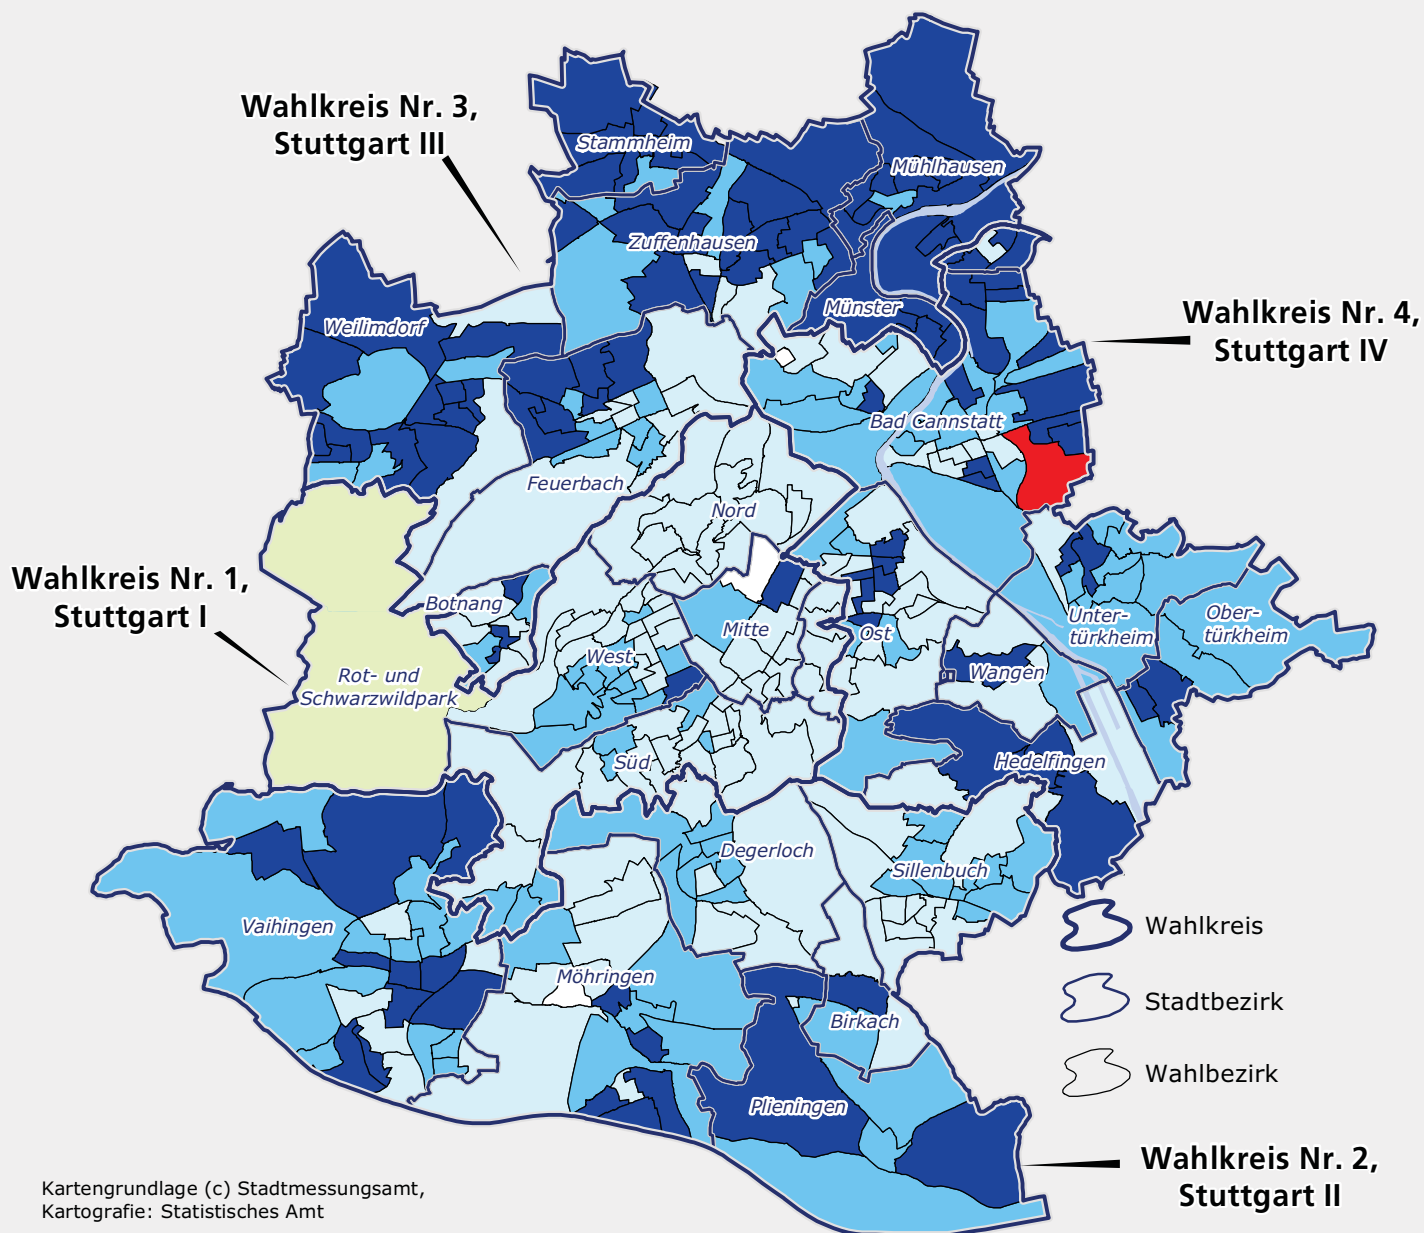 Wahlkreis Nr. 3,
Stuttgart III
Stammheim
Mühlhausen
Zuffenhausen
Münster
Weilimdorf
Wahlkreis Nr. 4,
Stuttgart IV
Bad Cannstatt
Feuerbach
Nord
Wahlkreis Nr. 1,
Stuttgart I
Botnang
Mitte
Ost
Unter-
türkheim
Ober-
türkheim
West
Wangen
Rot- und
Schwarzwildpark
Süd
Hedelfingen
Degerloch
Sillenbuch
Vaihingen
Möhringen
Birkach
Plieningen
Wahlkreis
Stadtbezirk
Wahlbezirk
Wahlkreis Nr. 2,
Stuttgart II
Kartengrundlage (c) Stadtmessungsamt,
Kartografie: Statistisches Amt